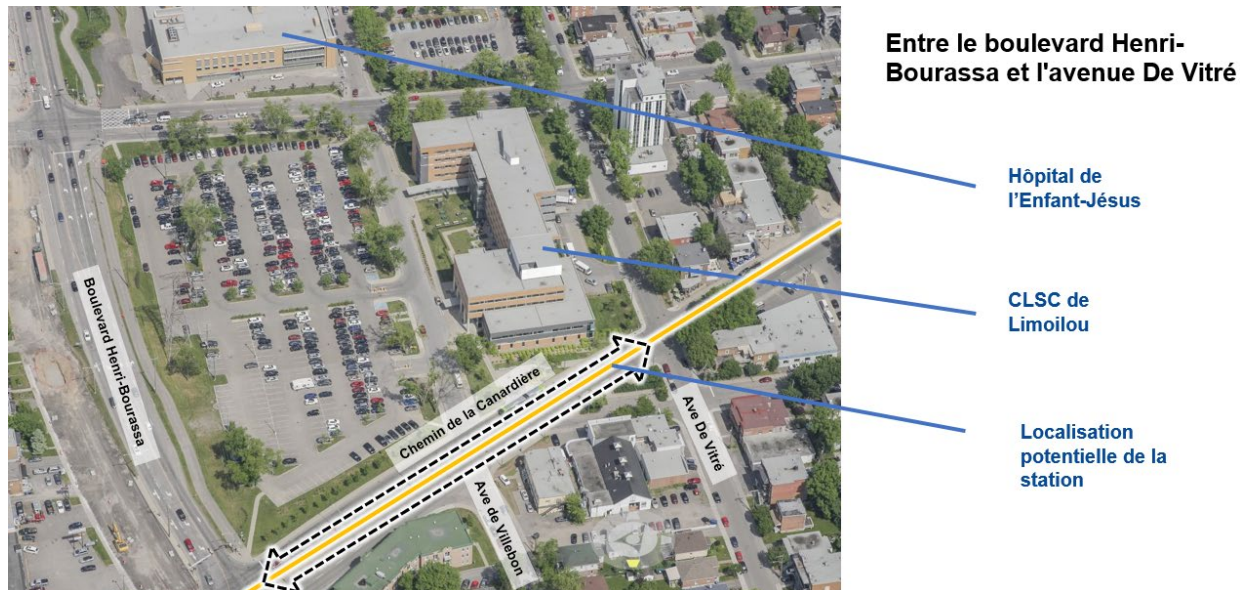 Entre le boulevard Henri-
Bourassa et l'avenue De Vitré
Hôpital de
l'Enfant-Jésus
CLSC de
Limoilou
Localisation
potentielle de la
station
Boulevard Henri-Bourassa
Chemin de la Canardière
Ave De Vitré
Ave de Villebon